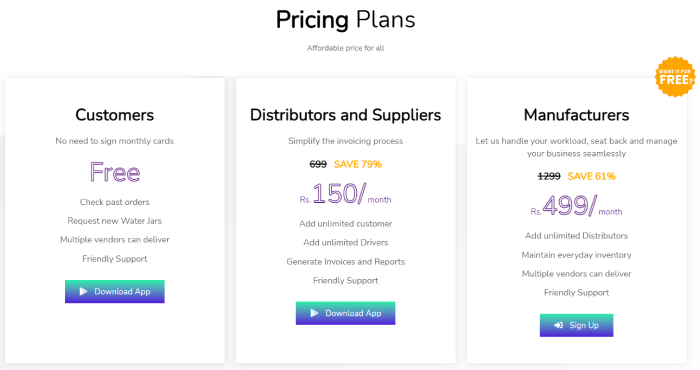 Pricing Plans
Affordable price for all
WANT IT FOR
FREE?
Customers
No need to sign monthly cards
Free
Check past orders
Request new Water Jars
Multiple vendors can deliver
Friendly Support
Download App
Distributors and Suppliers
Simplify the invoicing process
699 SAVE 79%
Rs. 150/ month
Add unlimited customer
Add unlimited Drivers
Generate Invoices and Reports
Friendly Support
Download App
Manufacturers
Let us handle your workload, seat back and manage
your business seamlessly
1299 SAVE 61%
Rs. 499/ month
Add unlimited Distributors
Maintain everyday inventory
Multiple vendors can deliver
Friendly Support
Sign Up